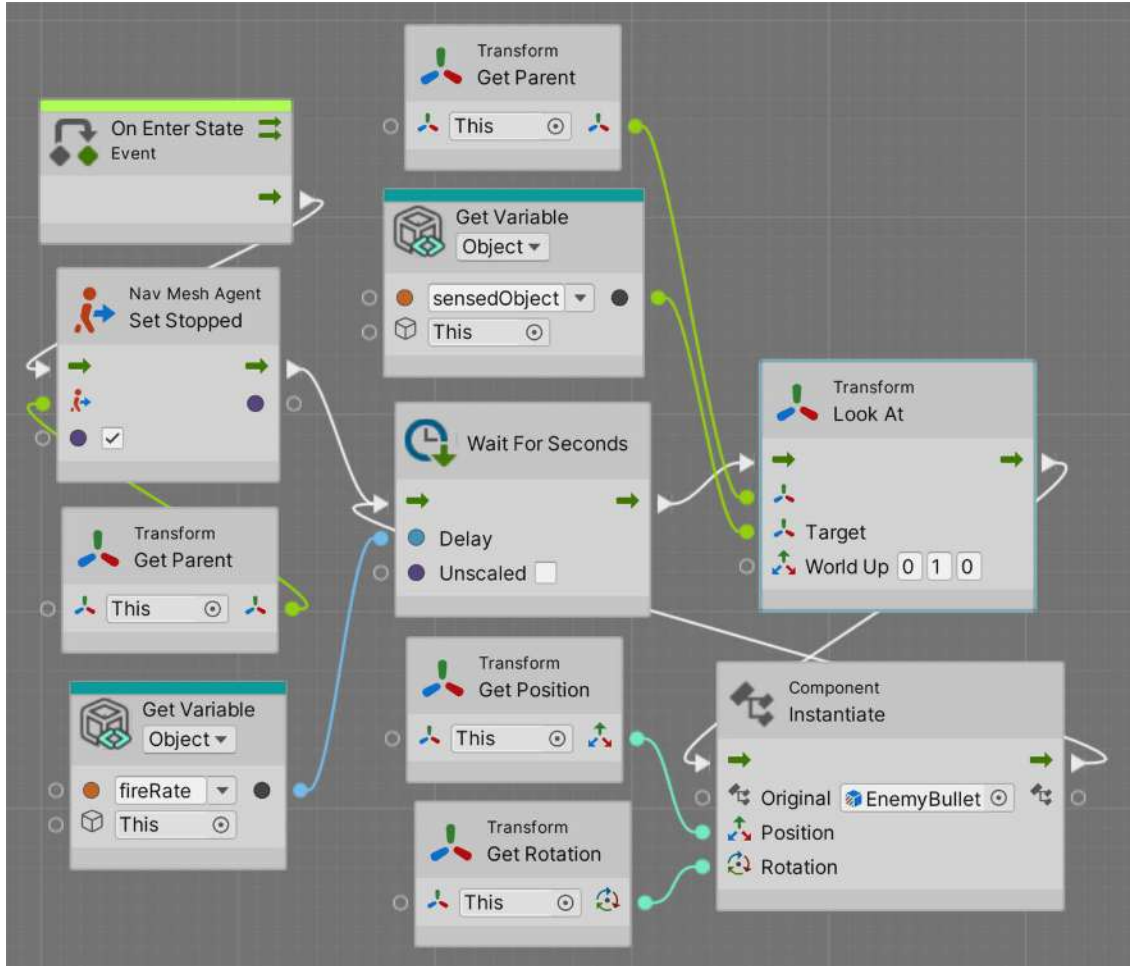 Transform
Get Parent
This
On Enter State
Event
Get Variable
Object
sensedObject
This
Nav Mesh Agent
Set Stopped
Transform
Look At
Target
World Up 0 1 0
Wait For Seconds
Delay
Unscaled
Transform
Get Parent
This
Get Variable
Object
fireRate
This
Transform
Get Position
This
Transform
Get Rotation
This
Component
Instantiate
Original EnemyBullet
Position
Rotation